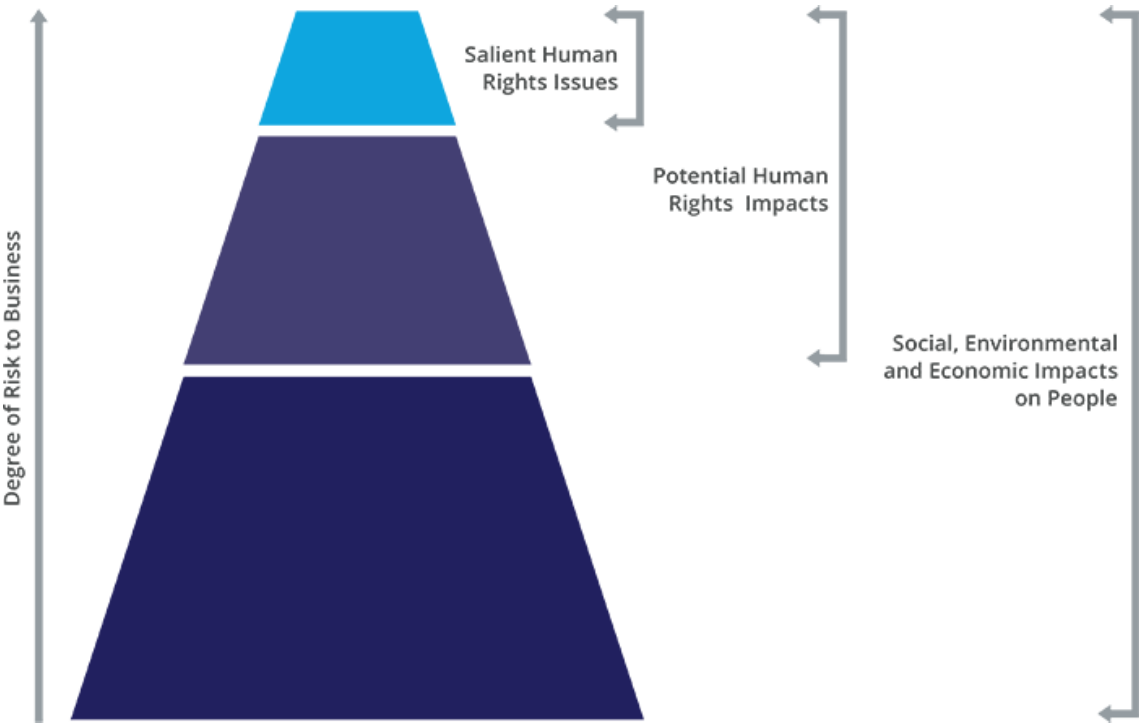 Salient Human
Rights Issues
Potential Human
Rights Impacts
Social, Environmental
and Economic Impacts
on People
Degree of Risk to Business